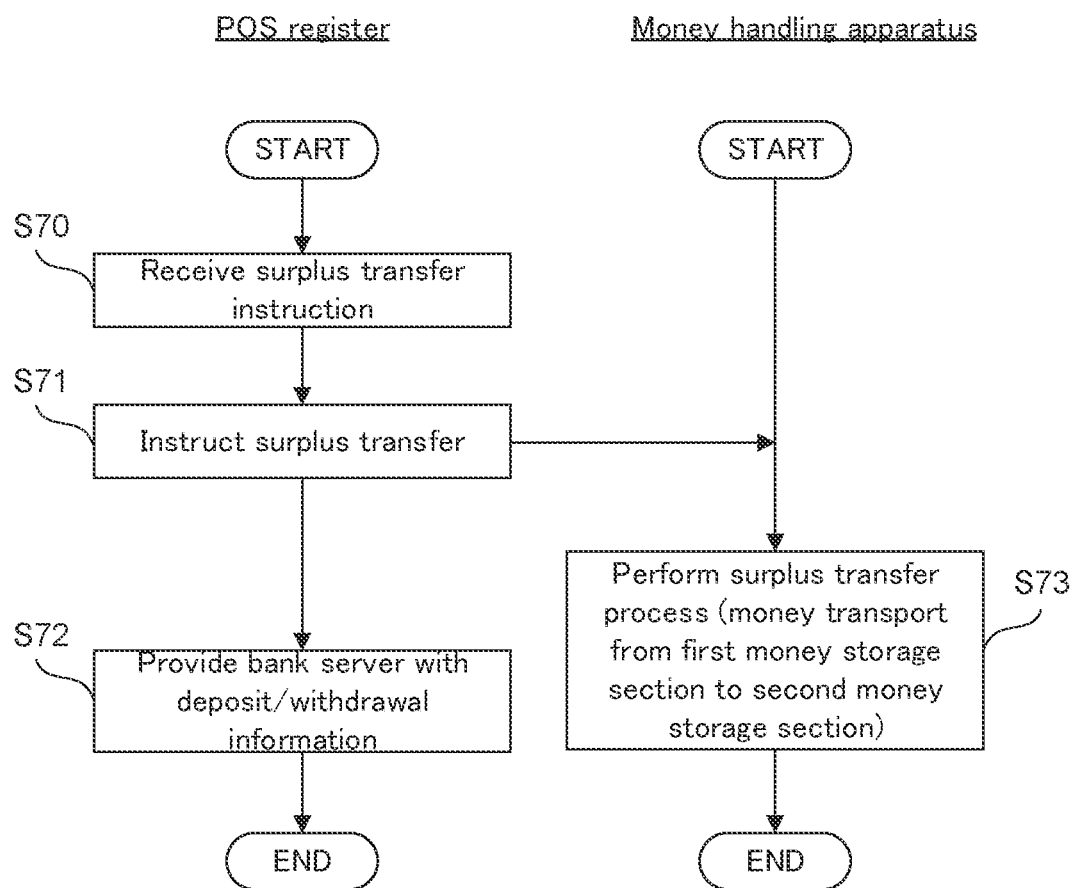 POS register
Money handling apparatus
START
START
S70
Receive surplus transfer
instruction
S71
Instruct surplus transfer
S72
Provide bank server with
deposit/withdrawal
information
Perform surplus transfer
process (money transport
from first money storage
section to second money
storage section)
S73
END
END